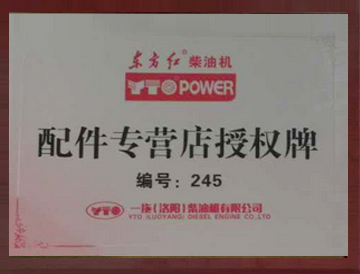 东方红® 柴油机
YTO POWER
配件专营店授权牌
编号：245
YTO 一拖(洛阳)柴油机有限公司
YTO (LUOYANG) DIESEL ENGINE CO.,LTD